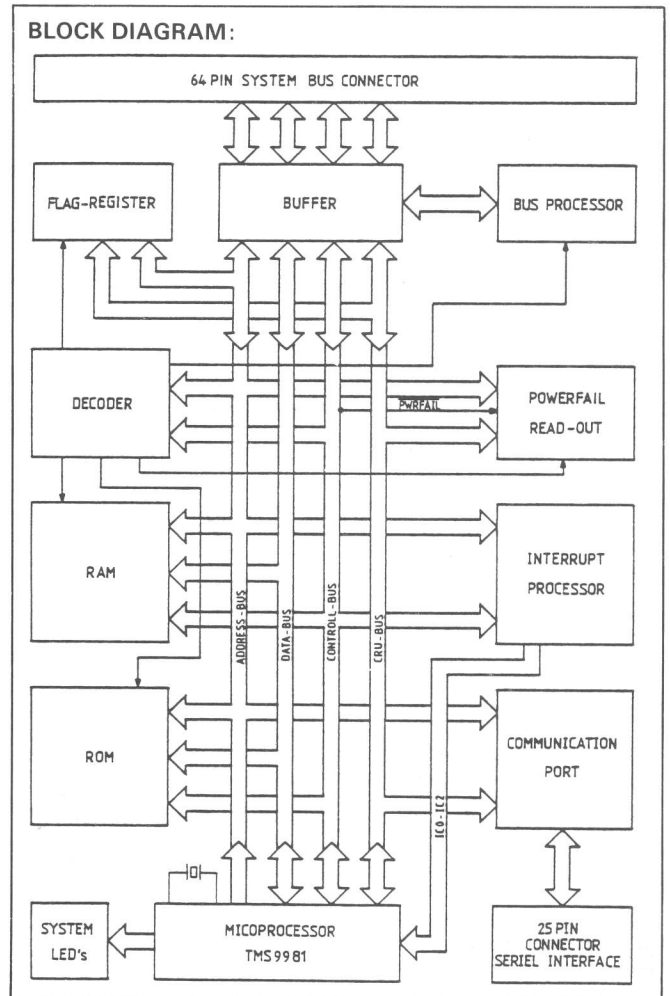 BLOCK DIAGRAM:
64 PIN SYSTEM BUS CONNECTOR
FLAG-REGISTER
BUFFER
BUS PROCESSOR
DECODER
PWRFAIL
POWERFAIL
READ-OUT
RAM
ADDRESS-BUS
DATA-BUS
CONTROLL-BUS
CRU-BUS
INTERRUPT
PROCESSOR
ROM
COMMUNICATION
PORT
IC0-IC2
SYSTEM
LED's
MICOPROCESSOR
TMS9981
25 PIN
CONNECTOR
SERIEL INTERFACE